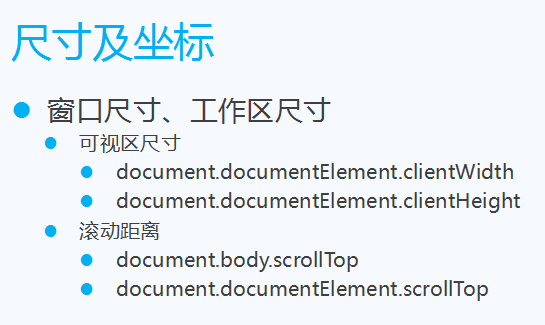 尺寸及坐标
窗口尺寸、工作区尺寸
可视区尺寸
document.documentElement.clientWidth
document.documentElement.clientHeight
滚动距离
document.body.scrollTop
document.documentElement.scrollTop